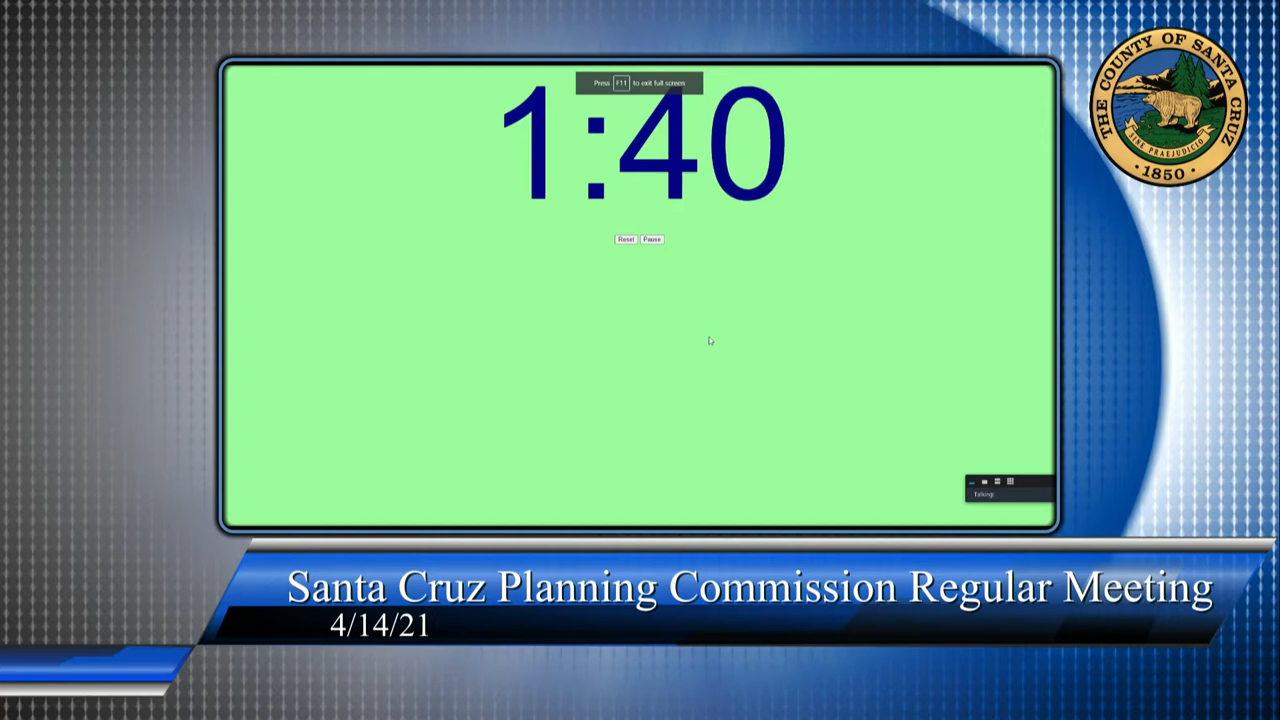 Press F11 to exit full screen
1:40
Reset Pause
Talking:
THE COUNTY OF SANTA CRUZ
SINE PRAEJUDICIO
• 1850 •
Santa Cruz Planning Commission Regular Meeting
4/14/21